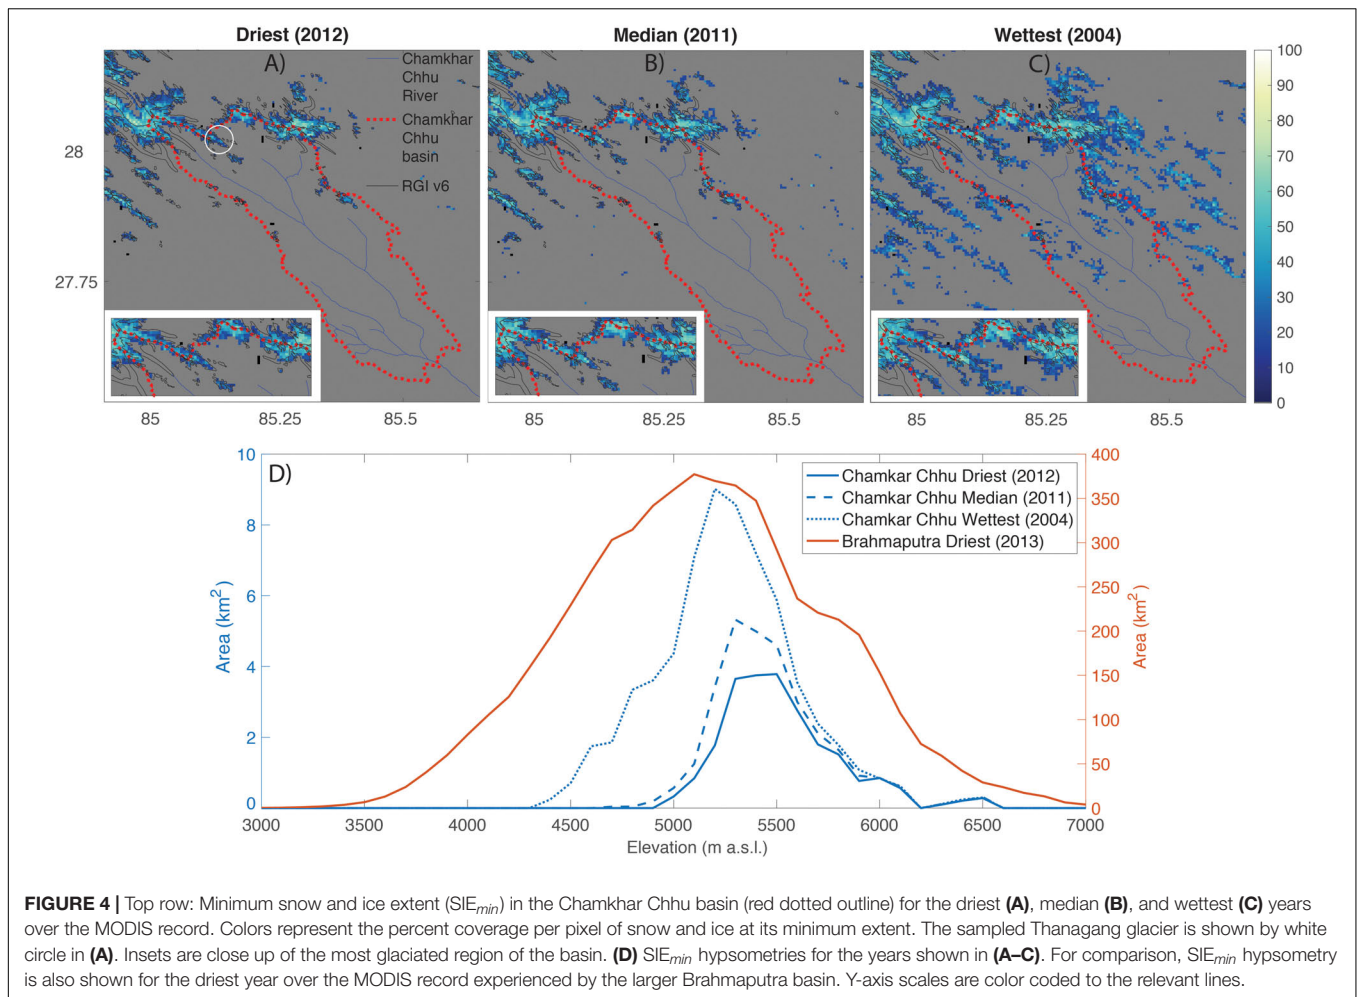 Driest (2012)
Median (2011)
Wettest (2004)
A)
Chamkhar
Chhu
River
Chamkhar
Chhu
basin
RGI v6
B)
C)
28
27.75
85
85.25
85.5
85
85.25
85.5
85
85.25
85.5
100
90
80
70
60
50
40
30
20
10
0
D)
Chamkar Chhu Driest (2012)
Chamkar Chhu Median (2011)
Chamkar Chhu Wettest (2004)
Brahmaputra Driest (2013)
10
8
6
4
2
0
Area (km²)
400
350
300
250
200
150
100
50
0
Area (km²)
3000
3500
4000
4500
5000
5500
6000
6500
7000
Elevation (m a.s.l.)
FIGURE 4 | Top row: Minimum snow and ice extent (SIEmin) in the Chamkhar Chhu basin (red dotted outline) for the driest (A), median (B), and wettest (C) years
over the MODIS record. Colors represent the percent coverage per pixel of snow and ice at its minimum extent. The sampled Thanagang glacier is shown by white
circle in (A). Insets are close up of the most glaciated region of the basin. (D) SIEmin hypsometries for the years shown in (A–C). For comparison, SIEmin hypsometry
is also shown for the driest year over the MODIS record experienced by the larger Brahmaputra basin. Y-axis scales are color coded to the relevant lines.